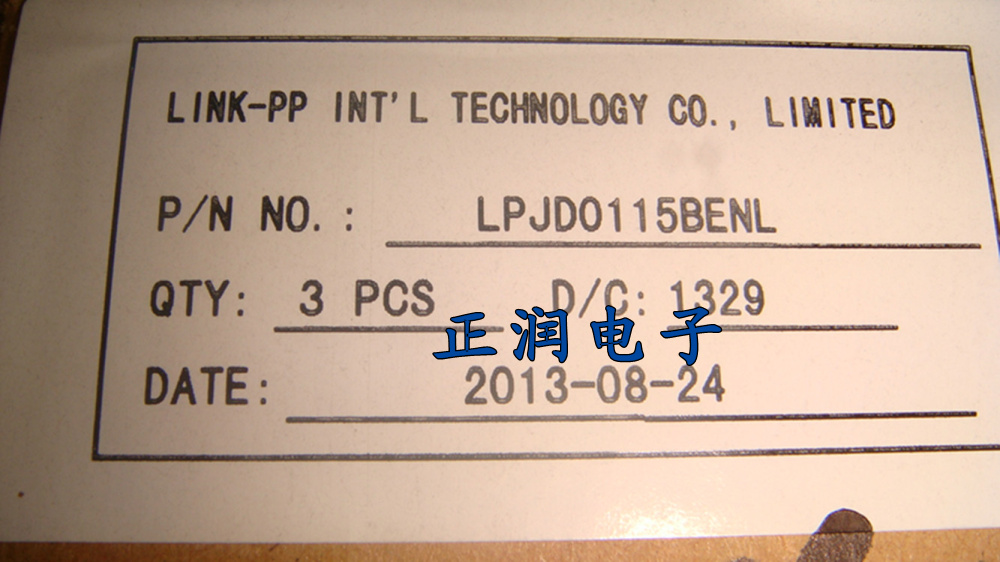 LINK-PP INT'L TECHNOLOGY CO., LIMITED
P/N NO.: LPJD0115BENL
QTY: 3 PCS D/C: 1329
正润电子
DATE: 2013-08-24